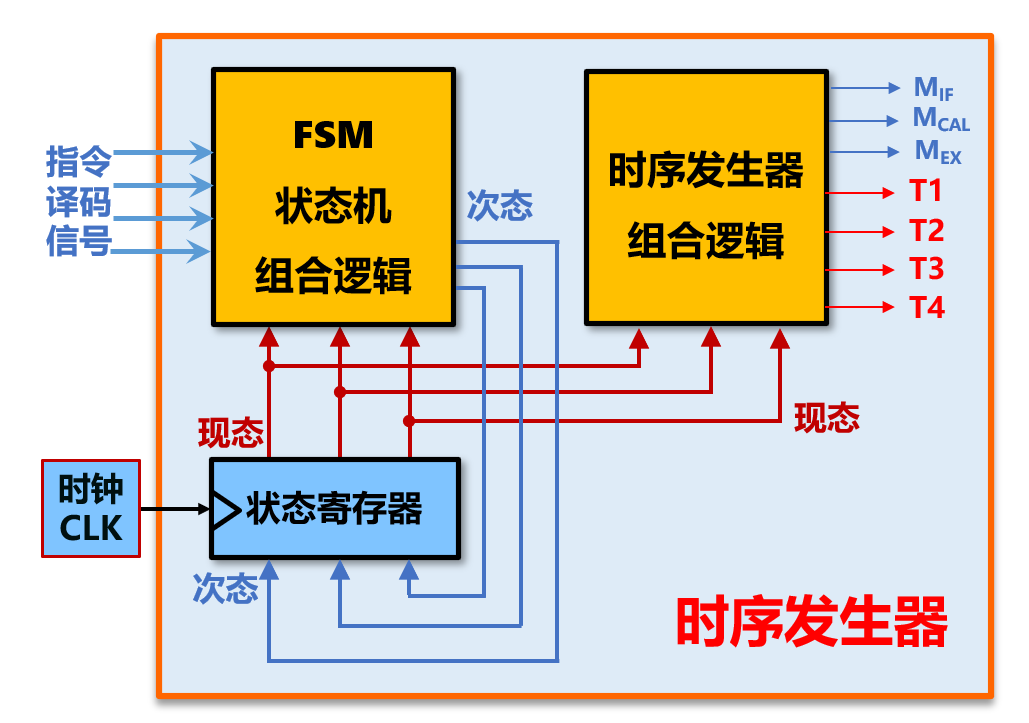 指令
译码
信号
FSM
状态机
组合逻辑
次态
时序发生器
组合逻辑
MIF
MCAL
MEX
T1
T2
T3
T4
现态
现态
时钟
CLK
状态寄存器
次态
时序发生器